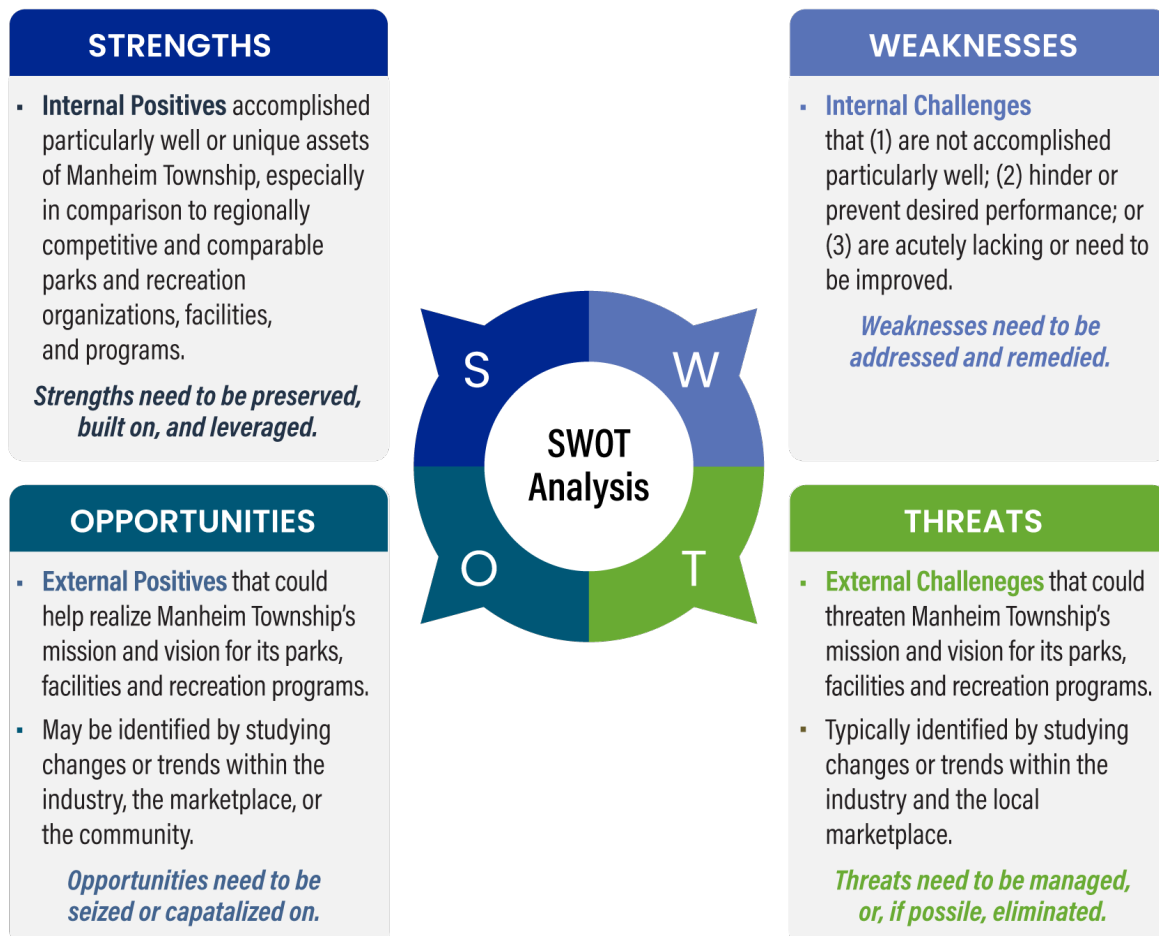 STRENGTHS
▪ Internal Positives accomplished
particularly well or unique assets
of Manheim Township, especially
in comparison to regionally
competitive and comparable
parks and recreation
organizations, facilities,
and programs.
Strengths need to be preserved,
built on, and leveraged.
WEAKNESSES
▪ Internal Challenges
that (1) are not accomplished
particularly well; (2) hinder or
prevent desired performance; or
(3) are acutely lacking or need to
be improved.
Weaknesses need to be
addressed and remedied.
S
W
SWOT
Analysis
O
T
OPPORTUNITIES
▪ External Positives that could
help realize Manheim Township's
mission and vision for its parks,
facilities and recreation programs.
▪ May be identified by studying
changes or trends within the
industry, the marketplace, or
the community.
Opportunities need to be
seized or capatalized on.
THREATS
▪ External Challeneges that could
threaten Manheim Township's
mission and vision for its parks,
facilities and recreation programs.
▪ Typically identified by studying
changes or trends within the
industry and the local
marketplace.
Threats need to be managed,
or, if possile, eliminated.